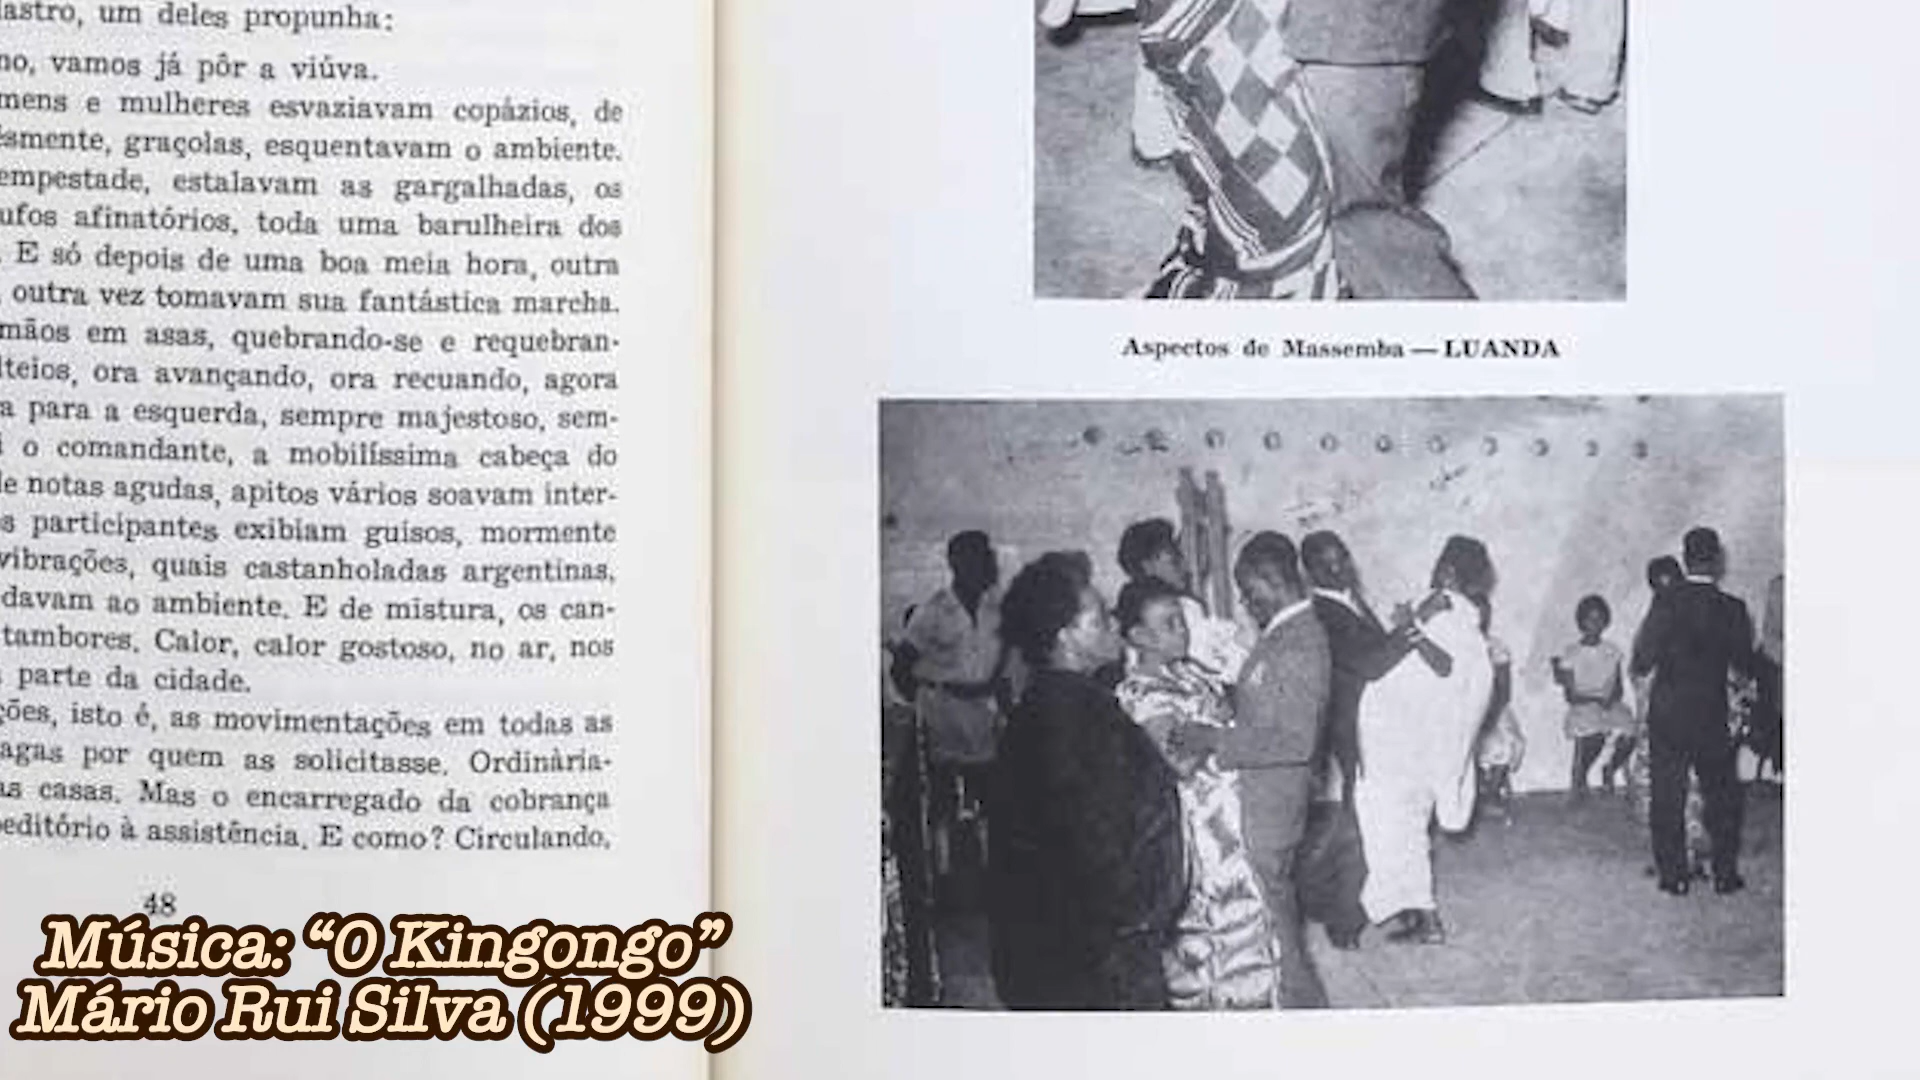 lastro, um deles propunha:
no, vamos já pôr a viúva.
mens e mulheres esvaziavam copázios, de
esmente, graçolas, esquentavam o ambiente.
empestade, estalavam as gargalhadas, os
ufos afinatórios, toda uma barulheira dos
. E só depois de uma boa meia hora, outra
, outra vez tomavam sua fantástica marcha.
mãos em asas, quebrando-se e requebran-
lteios, ora avançando, ora recuando, agora
a para a esquerda, sempre majestoso, sem-
i o comandante, a mobilíssima cabeça do
de notas agudas, apitos vários soavam inter-
s participantes exibiam guisos, mormente
vibrações, quais castanholadas argentinas,
davam ao ambiente. E de mistura, os can-
tambores. Calor, calor gostoso, no ar, nos
parte da cidade.
ções, isto é, as movimentações em todas as
agas por quem as solicitasse. Ordinària-
as casas. Mas o encarregado da cobrança
peditório à assistência. E como? Circulando,
48
Aspectos de Massemba — LUANDA
Música: “O Kingongo”
Mário Rui Silva (1999)